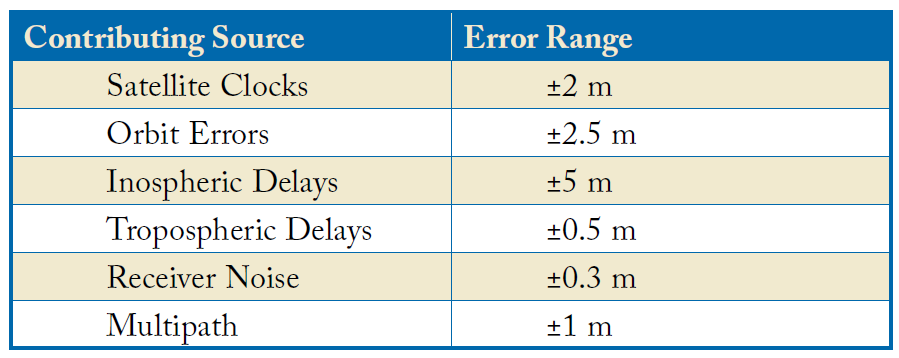 Contributing Source Error Range
Satellite Clocks ±2 m
Orbit Errors ±2.5 m
Inospheric Delays ±5 m
Tropospheric Delays ±0.5 m
Receiver Noise ±0.3 m
Multipath ±1 m